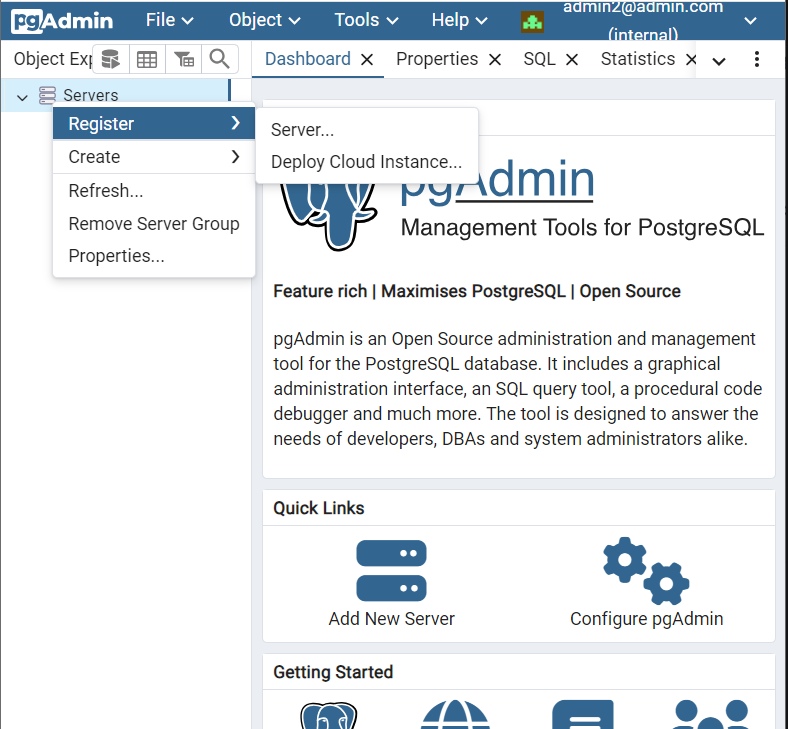 pgAdmin File Object Tools Help admin2@admin.com
(internal)
Object Exp Dashboard Properties SQL Statistics
Servers
Register
Create
Refresh...
Remove Server Group
Properties...
Server...
Deploy Cloud Instance...
pgAdmin
Management Tools for PostgreSQL
Feature rich | Maximises PostgreSQL | Open Source
pgAdmin is an Open Source administration and management
tool for the PostgreSQL database. It includes a graphical
administration interface, an SQL query tool, a procedural code
debugger and much more. The tool is designed to answer the
needs of developers, DBAs and system administrators alike.
Quick Links
Add New Server
Configure pgAdmin
Getting Started